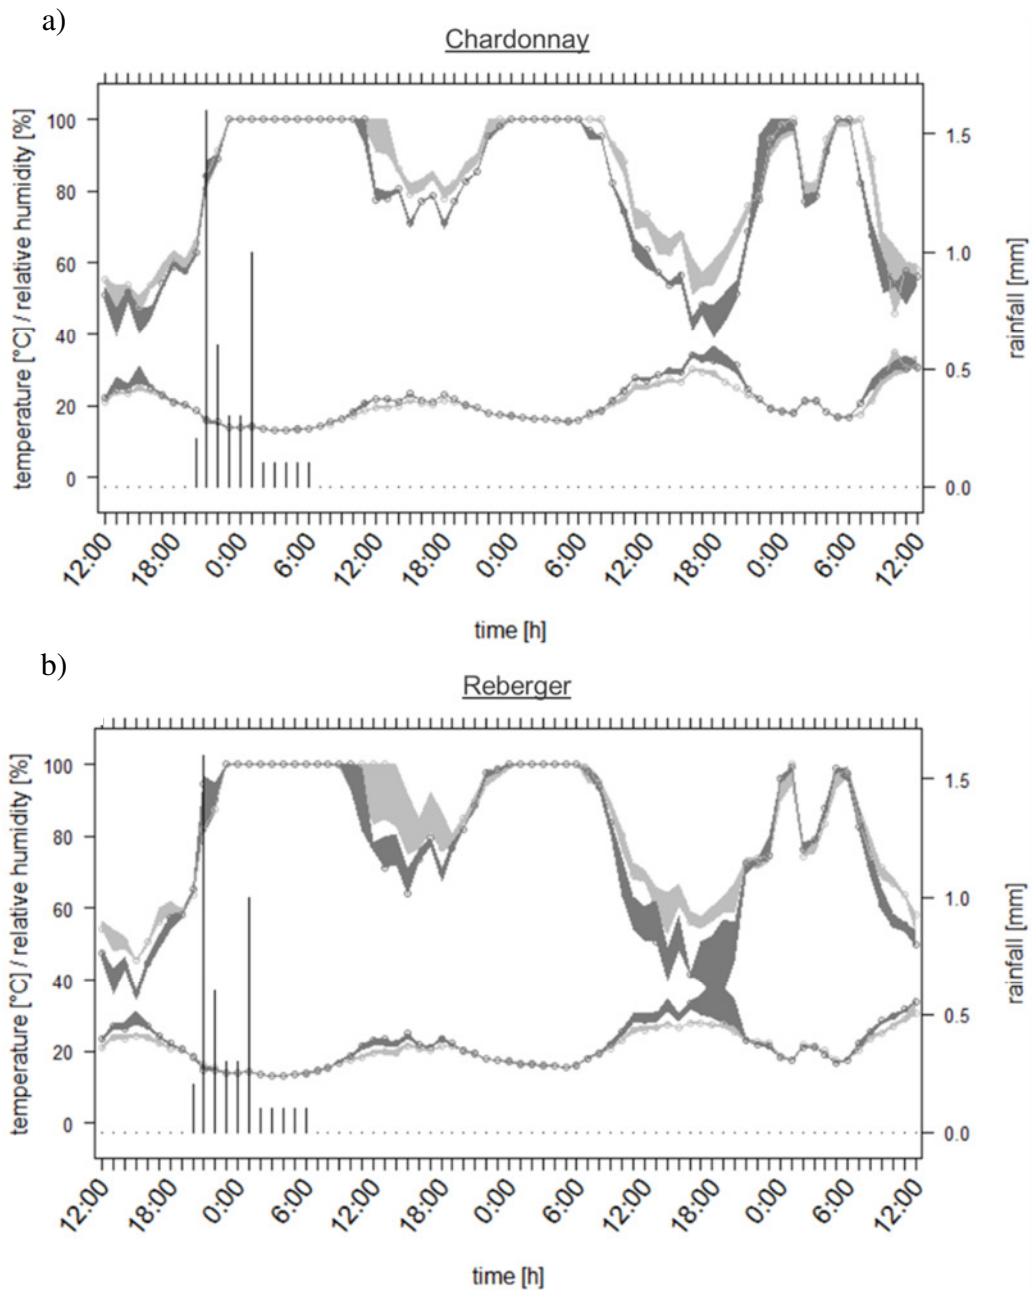 a)
Chardonnay
temperature [°C] / relative humidity [%]
100
80
60
40
20
0
1.5
1.0
0.5
0.0
rainfall [mm]
12:00 18:00 0:00 6:00 12:00 18:00 0:00 6:00 12:00 18:00 0:00 6:00 12:00
time [h]
b)
Reberger
temperature [°C] / relative humidity [%]
100
80
60
40
20
0
1.5
1.0
0.5
0.0
rainfall [mm]
12:00 18:00 0:00 6:00 12:00 18:00 0:00 6:00 12:00 18:00 0:00 6:00 12:00
time [h]